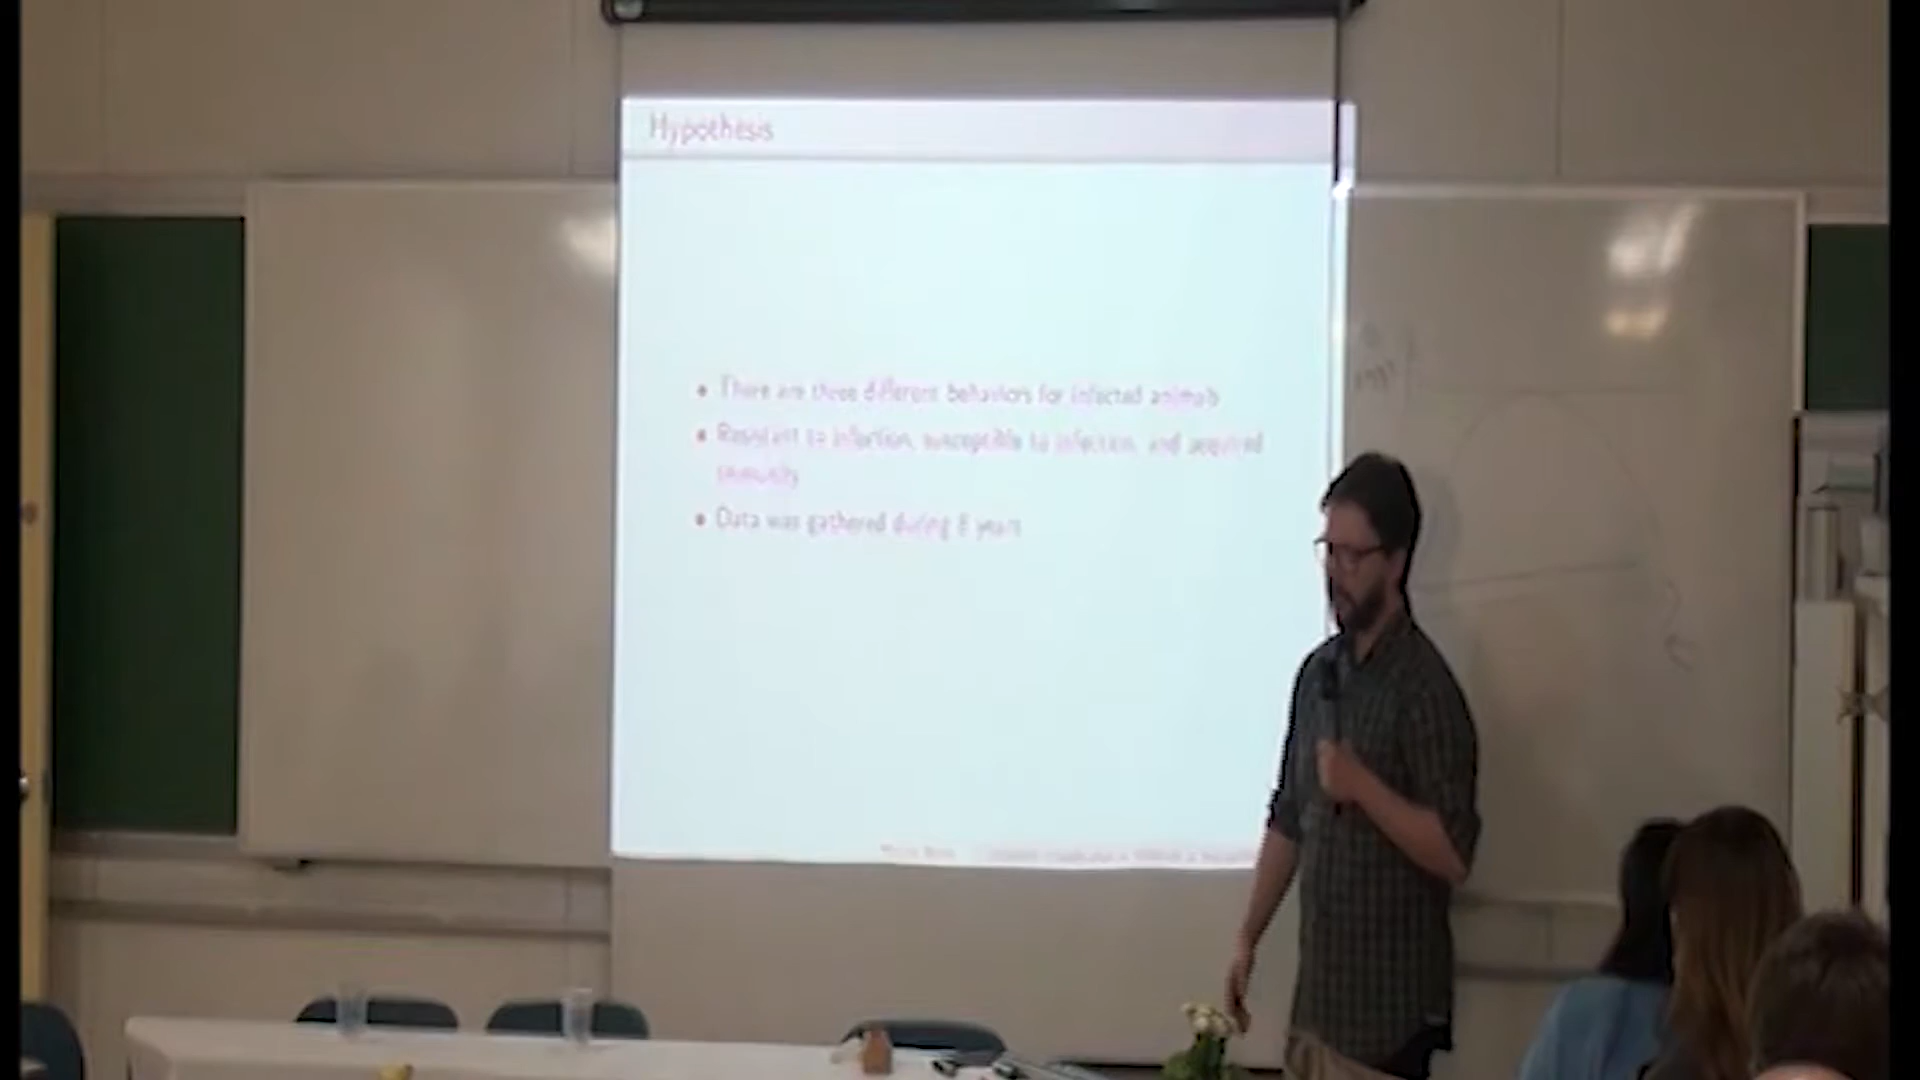 Hypothesis
There are three different behaviors for infected animals
Resistant to infection, susceptible to infection, and acquired
immunity
Data was gathered during 8 years